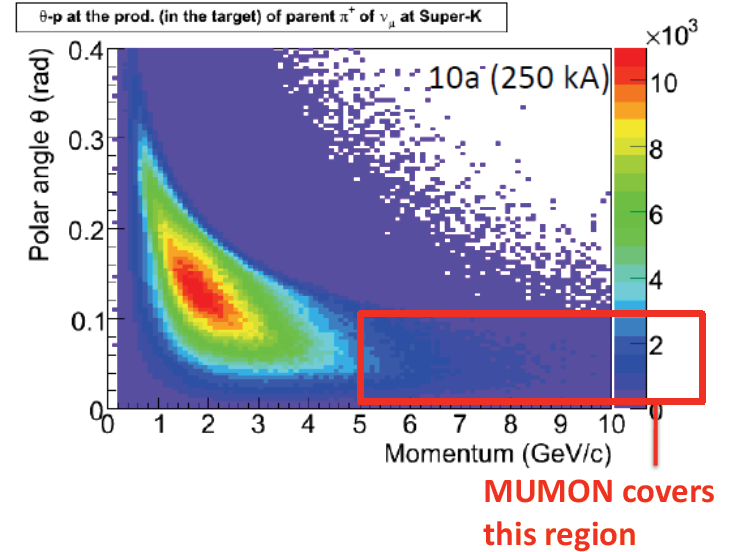 θ-p at the prod. (in the target) of parent π⁺ of νμ at Super-K
×10³
10a (250 kA)
Polar angle θ (rad)
0.4
0.3
0.2
0.1
0
10
8
6
4
2
0
0 1 2 3 4 5 6 7 8 9 10
Momentum (GeV/c)
MUMON covers
this region